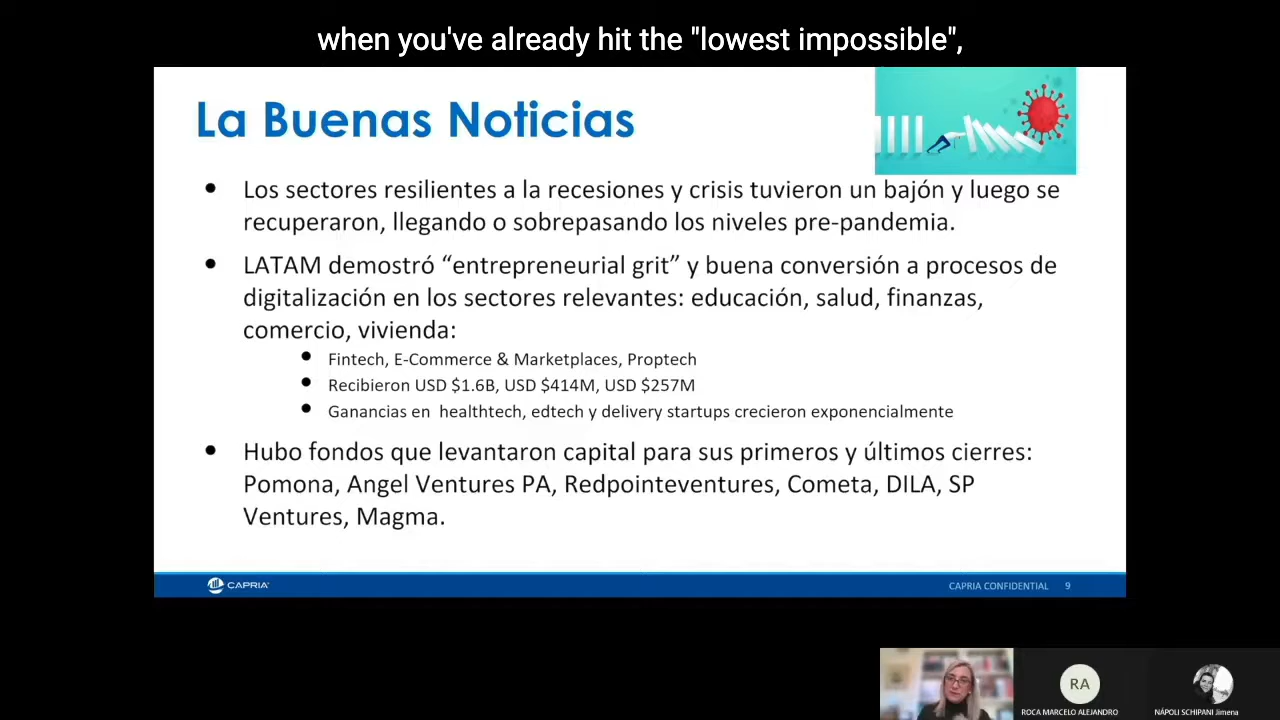 when you've already hit the "lowest impossible",
La Buenas Noticias
Los sectores resilientes a la recesiones y crisis tuvieron un bajón y luego se
recuperaron, llegando o sobrepasando los niveles pre-pandemia.
LATAM demostró “entrepreneurial grit” y buena conversión a procesos de
digitalización en los sectores relevantes: educación, salud, finanzas,
comercio, vivienda:
Fintech, E-Commerce & Marketplaces, Proptech
Recibieron USD $1.6B, USD $414M, USD $257M
Ganancias en healthtech, edtech y delivery startups crecieron exponencialmente
Hubo fondos que levantaron capital para sus primeros y últimos cierres:
Pomona, Angel Ventures PA, Redpointeventures, Cometa, DILA, SP
Ventures, Magma.
CAPRIA
CAPRIA CONFIDENTIAL 9
RA
ROCA MARCELO ALEJANDRO
NÁPOLI SCHIPANI Jimena